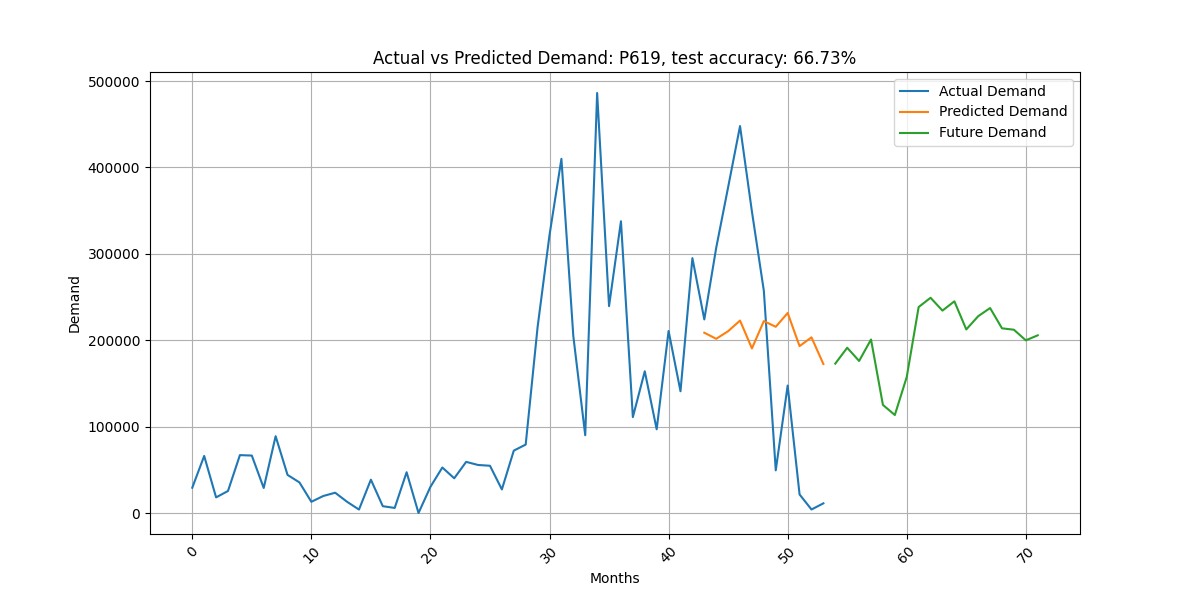 Actual vs Predicted Demand: P619, test accuracy: 66.73%
Actual Demand
Predicted Demand
Future Demand
500000
400000
300000
200000
100000
0
Demand
0
10
20
30
40
50
60
70
Months